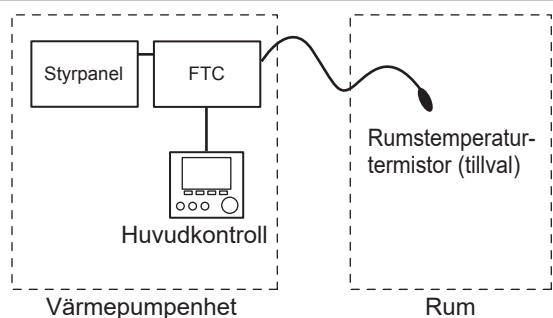 Styrpanel
FTC
Rumstemperatur-
termistor (tillval)
Huvudkontroll
Värmepumpenhet
Rum